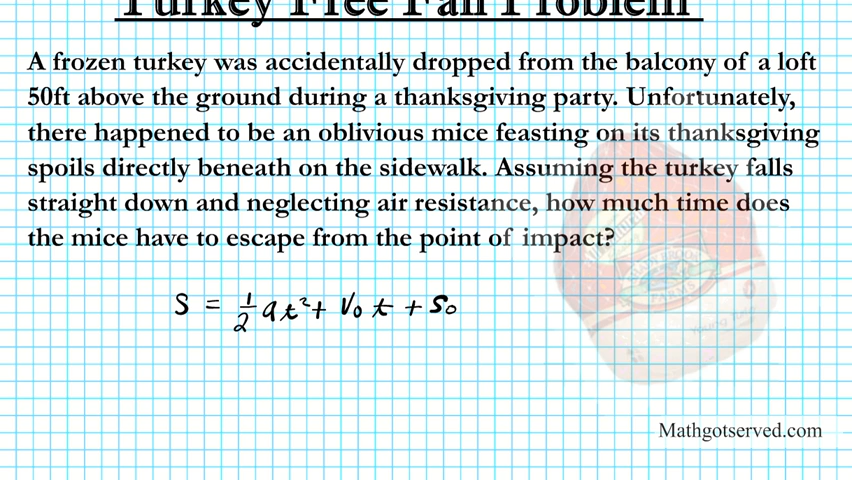 Turkey Free Fall Problem
A frozen turkey was accidentally dropped from the balcony of a loft
50ft above the ground during a thanksgiving party. Unfortunately,
there happened to be an oblivious mice feasting on its thanksgiving
spoils directly beneath on the sidewalk. Assuming the turkey falls
straight down and neglecting air resistance, how much time does
the mice have to escape from the point of impact?
S = 1/2 at² + V₀ t + S₀
Mathgotserved.com